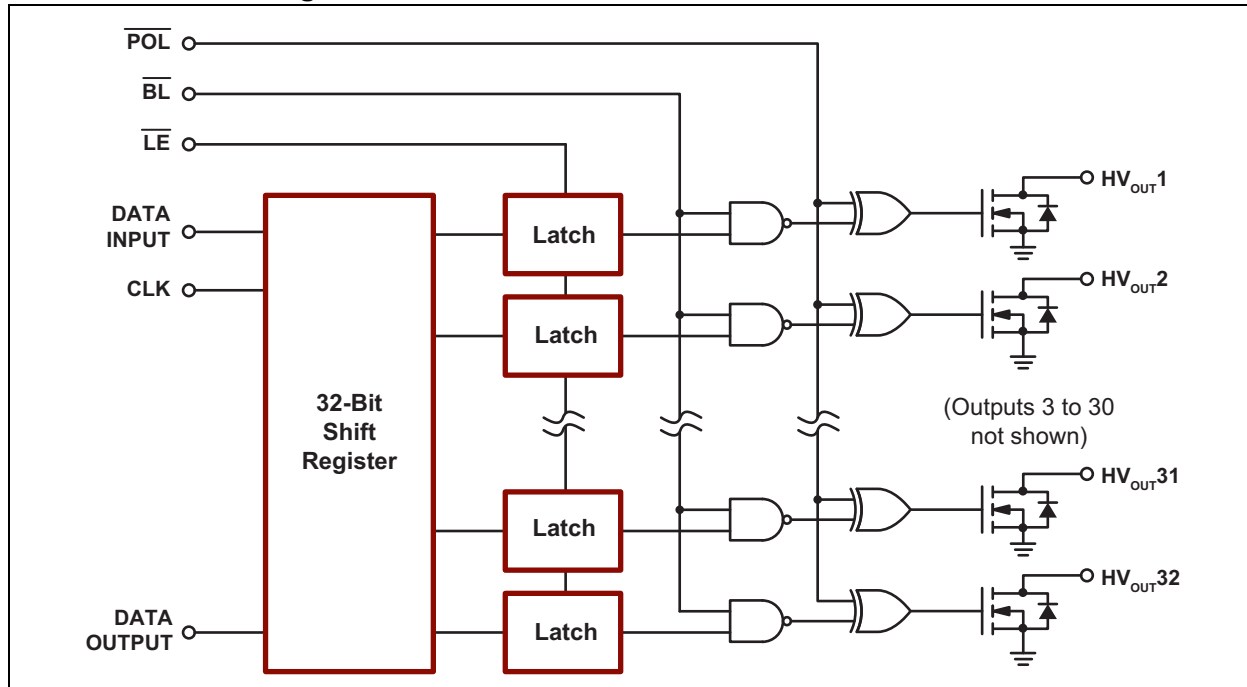 POL
BL
LE
DATA
INPUT
CLK
32-Bit
Shift
Register
DATA
OUTPUT
Latch
Latch
Latch
Latch
HVOUT1
HVOUT2
(Outputs 3 to 30
not shown)
HVOUT31
HVOUT32